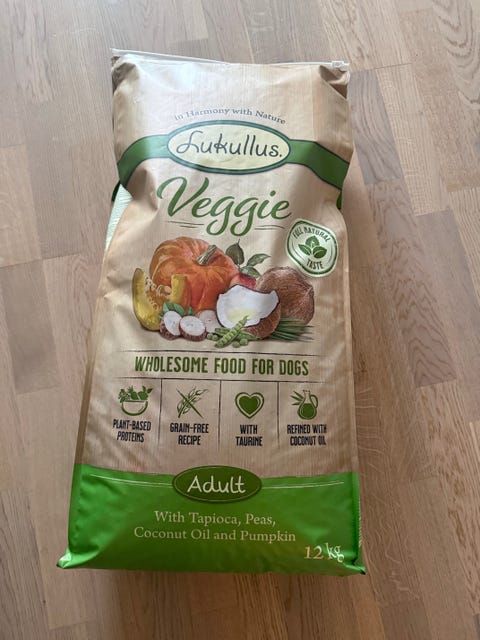 in Harmony with Nature
Lukullus.
Veggie
FULL NATURAL
TASTE
WHOLESOME FOOD FOR DOGS
PLANT-BASED
PROTEINS
GRAIN-FREE
RECIPE
WITH
TAURINE
REFINED WITH
COCONUT OIL
Adult
With Tapioca, Peas,
Coconut Oil and Pumpkin
12 kg